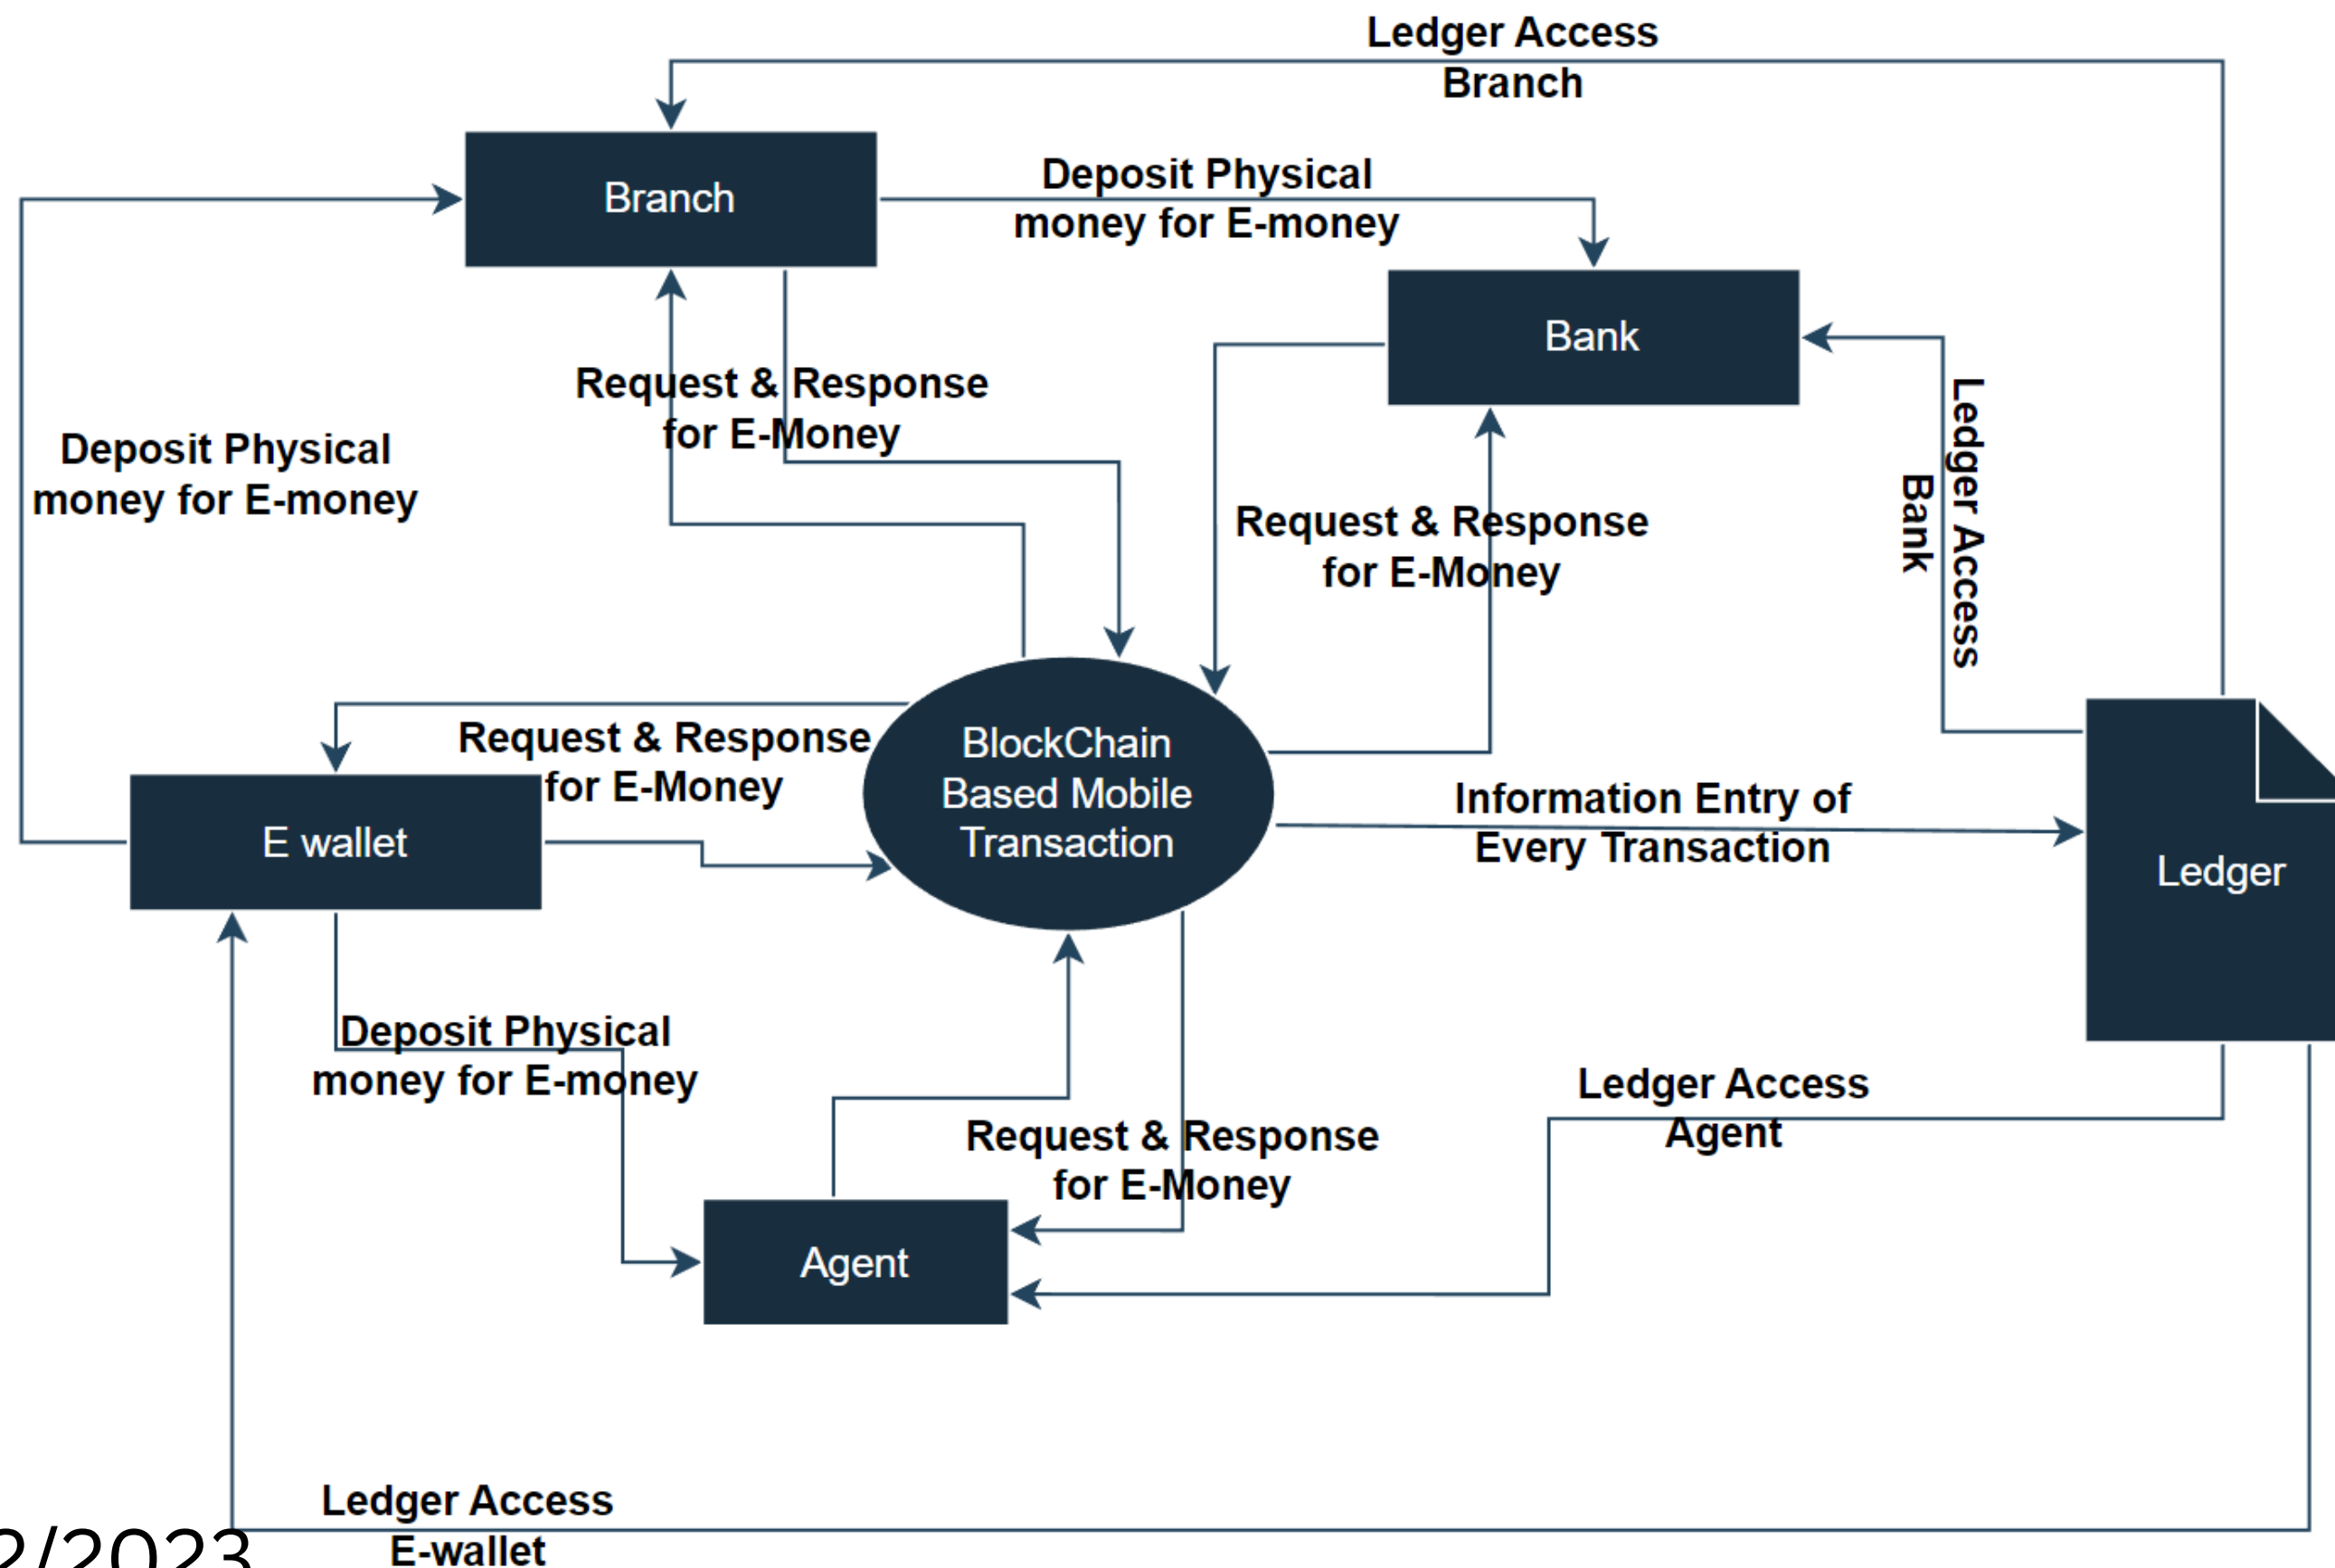 Ledger Access
Branch
Branch
Deposit Physical
money for E-money
Bank
Request & Response
for E-Money
Deposit Physical
money for E-money
Request & Response
for E-Money
Ledger Access
Bank
Request & Response
for E-Money
BlockChain
Based Mobile
Transaction
E wallet
Information Entry of
Every Transaction
Ledger
Deposit Physical
money for E-money
Request & Response
for E-Money
Ledger Access
Agent
Agent
Ledger Access
E-wallet
2/2023